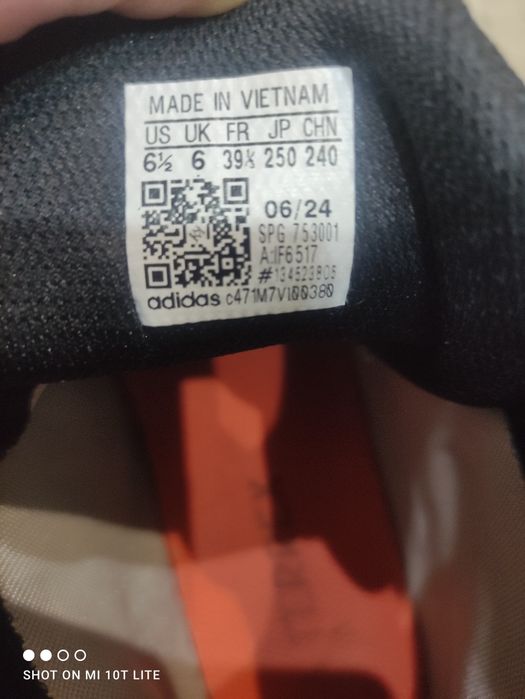 MADE IN VIETNAM
US UK FR JP CHN
6½ 6 39⅓ 250 240
06/24
SPG 753001
A:IF6517
adidas c471M7V100380
SHOT ON MI 10T LITE